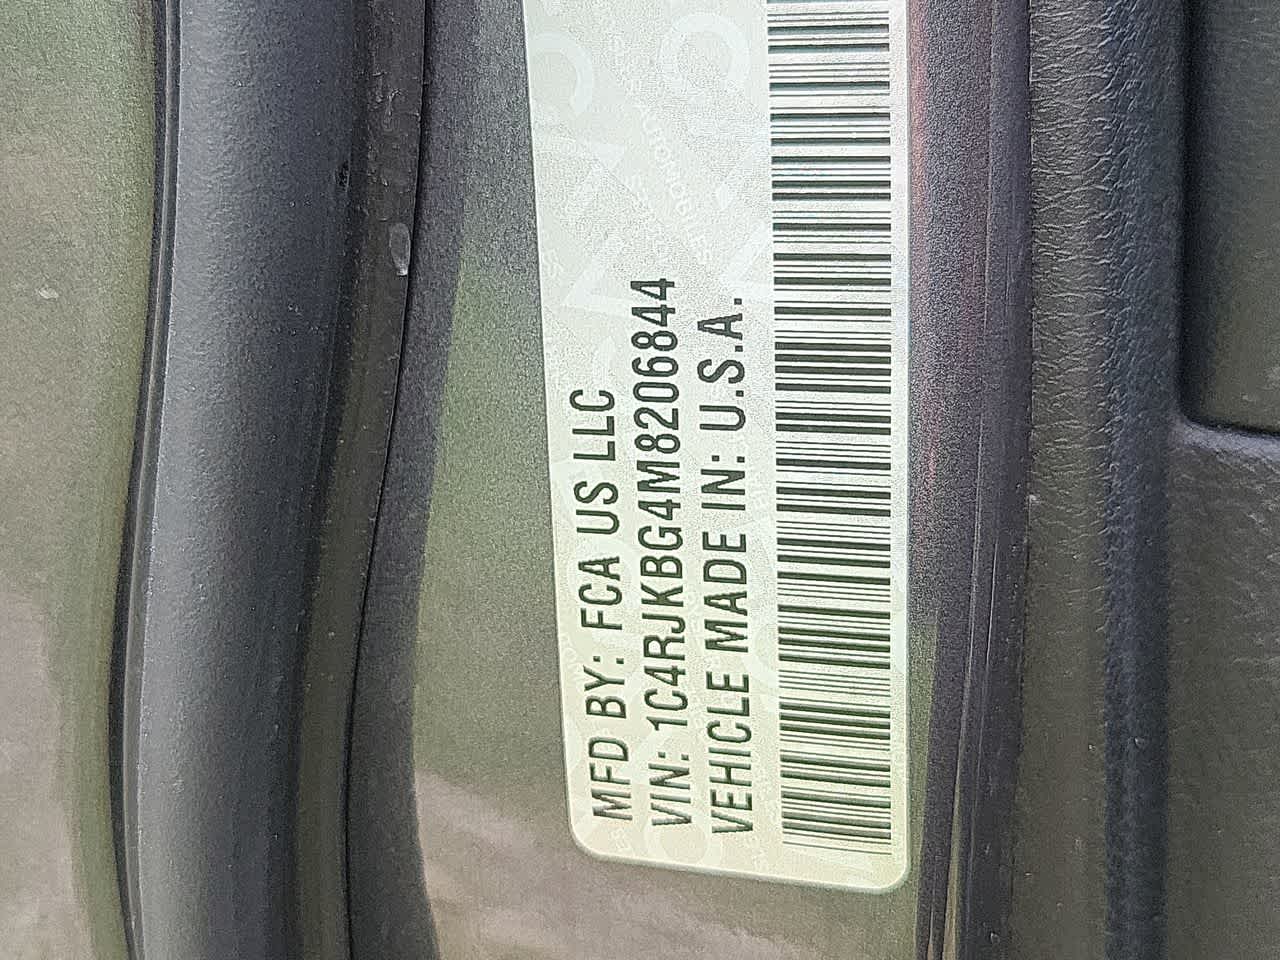 MFD BY: FCA US LLC
VIN: 1C4RJKBG4M8206844
VEHICLE MADE IN: U.S.A.